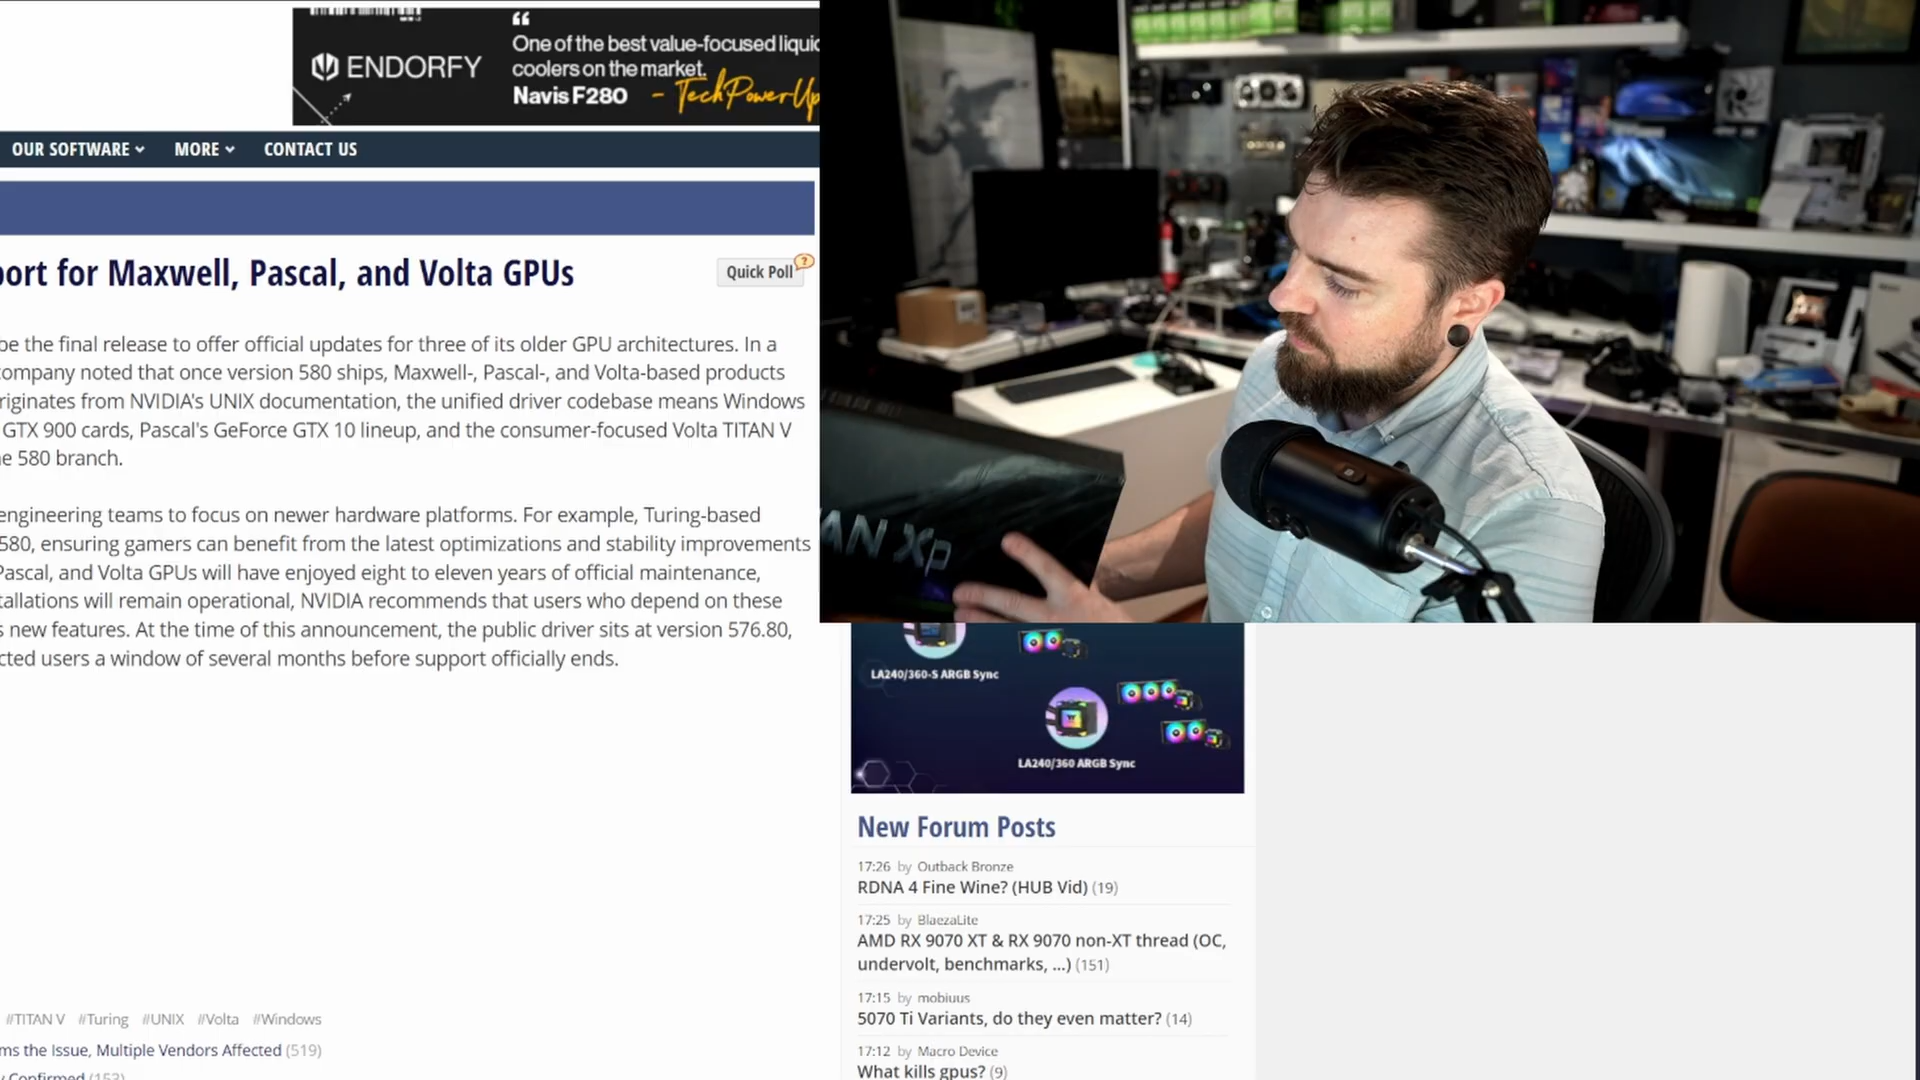 “
One of the best value-focused liquid
coolers on the market.
ENDORFY
Navis F280 – TechPowerUp
OUR SOFTWARE MORE CONTACT US
port for Maxwell, Pascal, and Volta GPUs
Quick Poll
?
be the final release to offer official updates for three of its older GPU architectures. In a
company noted that once version 580 ships, Maxwell-, Pascal-, and Volta-based products
riginates from NVIDIA's UNIX documentation, the unified driver codebase means Windows
GTX 900 cards, Pascal's GeForce GTX 10 lineup, and the consumer-focused Volta TITAN V
e 580 branch.
engineering teams to focus on newer hardware platforms. For example, Turing-based
580, ensuring gamers can benefit from the latest optimizations and stability improvements
Pascal, and Volta GPUs will have enjoyed eight to eleven years of official maintenance,
tallations will remain operational, NVIDIA recommends that users who depend on these
s new features. At the time of this announcement, the public driver sits at version 576.80,
cted users a window of several months before support officially ends.
AN Xp
LA240/360-S ARGB Sync
LA240/360 ARGB Sync
New Forum Posts
17:26 by Outback Bronze
RDNA 4 Fine Wine? (HUB Vid) (19)
17:25 by BlaezaLite
AMD RX 9070 XT & RX 9070 non-XT thread (OC,
undervolt, benchmarks, ...) (151)
17:15 by mobiuus
5070 Ti Variants, do they even matter? (14)
17:12 by Macro Device
What kills gpus? (9)
#TITAN V #Turing #UNIX #Volta #Windows
ms the Issue, Multiple Vendors Affected (519)
y Confirmed (153)